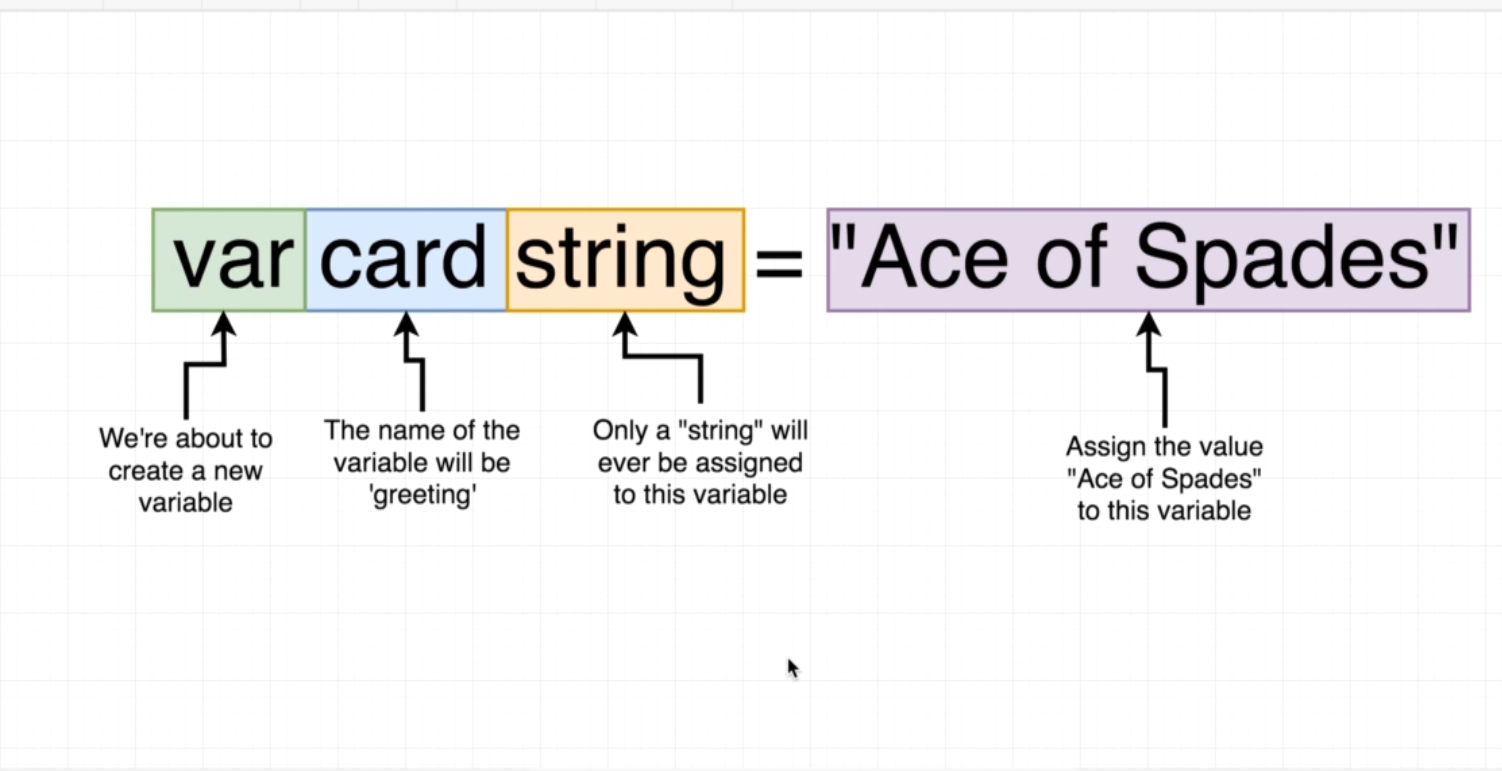 var card string = "Ace of Spades"
We're about to
create a new
variable
The name of the
variable will be
'greeting'
Only a "string" will
ever be assigned
to this variable
Assign the value
"Ace of Spades"
to this variable